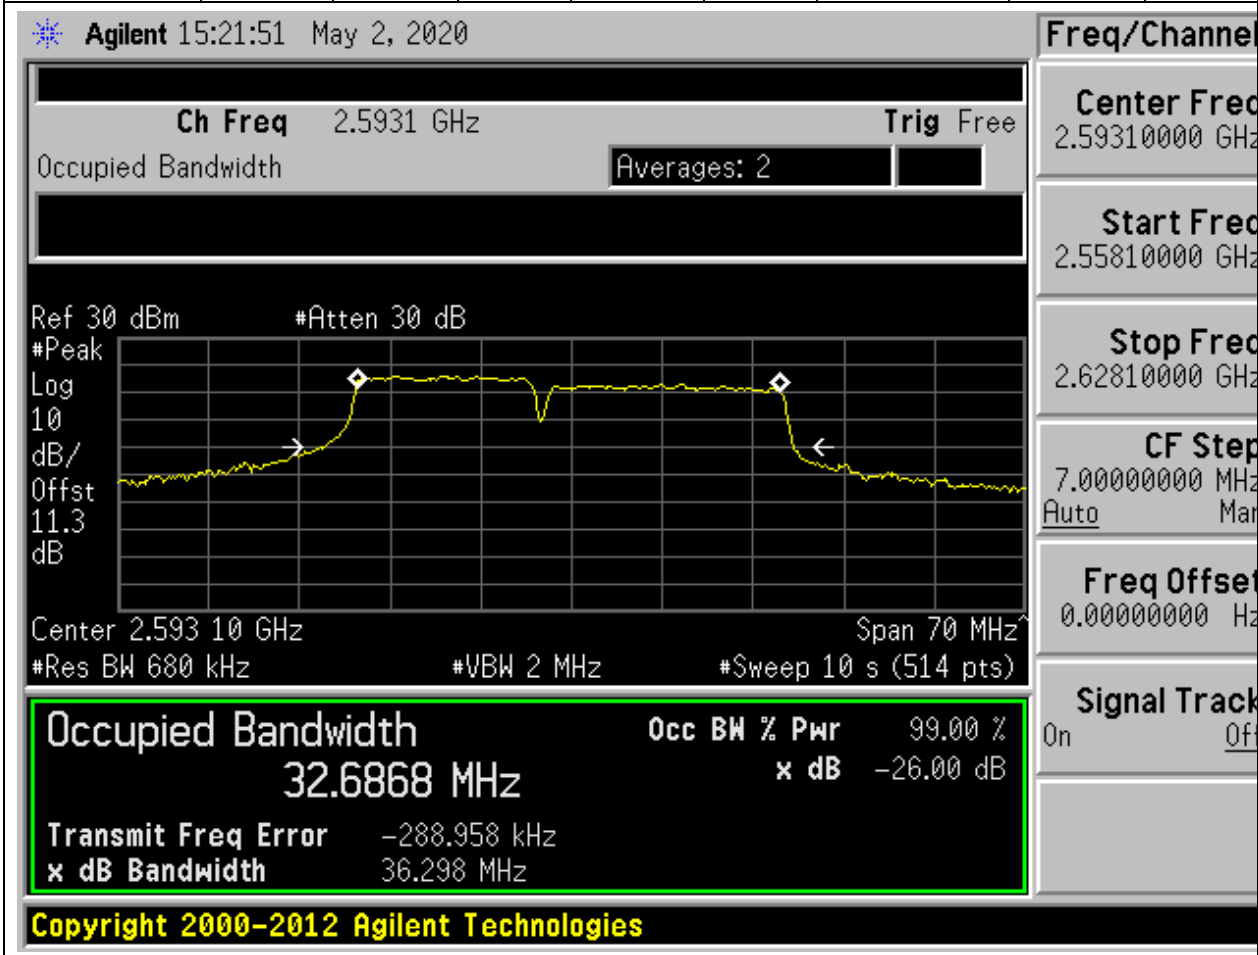 Agilent 15:21:51 May 2, 2020
Freq/Channel
Ch Freq 2.5931 GHz
Trig Free
Occupied Bandwidth
Averages: 2
Center Freq
2.59310000 GHz
Start Freq
2.55810000 GHz
Stop Freq
2.62810000 GHz
CF Step
7.00000000 MHz
Auto Man
Freq Offset
0.00000000 Hz
Signal Track
On Off
Ref 30 dBm #Atten 30 dB
#Peak
Log
10
dB/
Offst
11.3
dB
Center 2.593 10 GHz Span 70 MHz^
#Res BW 680 kHz #VBW 2 MHz #Sweep 10 s (514 pts)
Occupied Bandwidth
32.6868 MHz
Occ BW % Pwr 99.00 %
x dB -26.00 dB
Transmit Freq Error -288.958 kHz
x dB Bandwidth 36.298 MHz
Copyright 2000-2012 Agilent Technologies